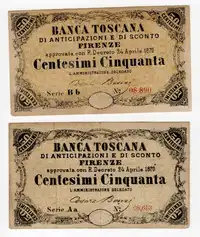 BANCA TOSCANA
DI ANTICIPAZIONI E DI SCONTO
FIRENZE
approvata con R. Decreto 24 Aprile 1870
Centesimi Cinquanta
L'AMMINISTRATORE DELEGATO
Serie Bb
No
BANCA TOSCANA
DI ANTICIPAZIONI E DI SCONTO
FIRENZE
approvata con R. Decreto 24 Aprile 1870
Centesimi Cinquanta
L'AMMINISTRATORE DELEGATO
Serie Aa
No